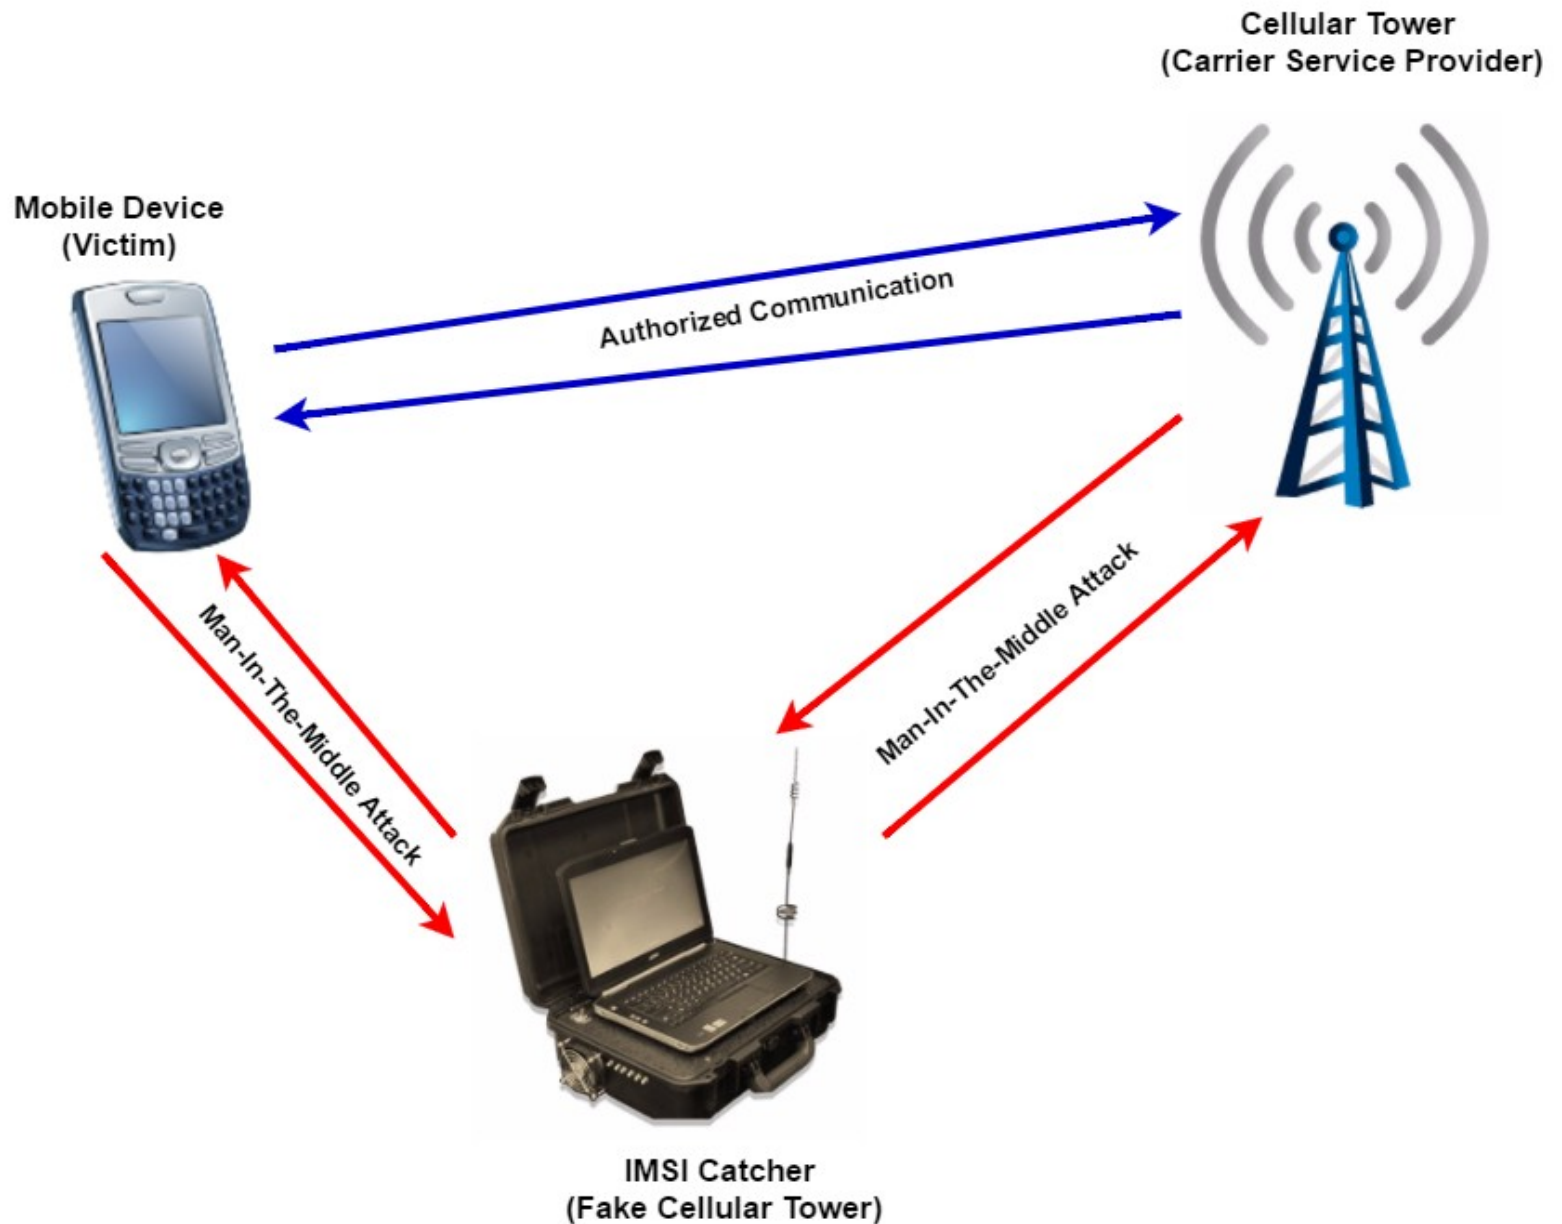 Cellular Tower
(Carrier Service Provider)
Mobile Device
(Victim)
Authorized Communication
Man-In-The-Middle Attack
Man-In-The-Middle Attack
IMSI Catcher
(Fake Cellular Tower)